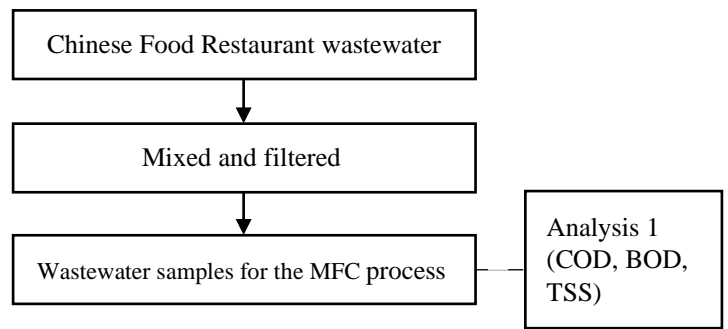 Chinese Food Restaurant wastewater
Mixed and filtered
Wastewater samples for the MFC process
Analysis 1
(COD, BOD,
TSS)